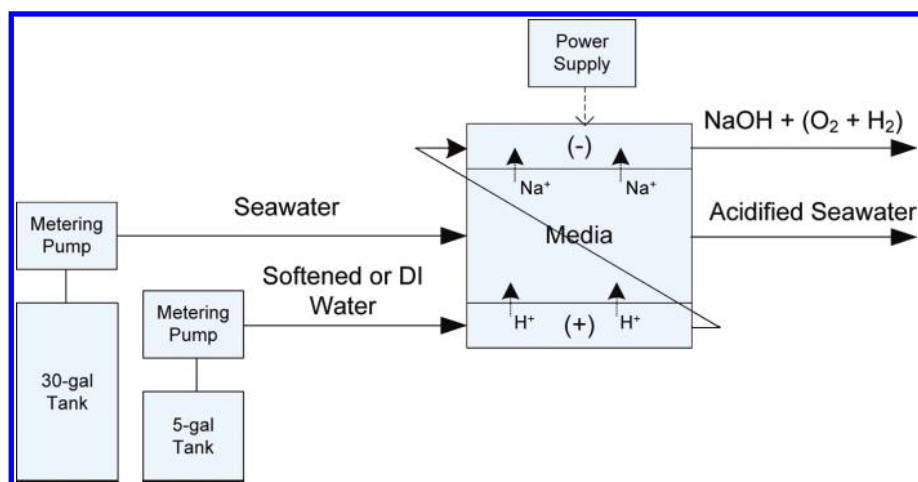 Power
Supply
NaOH + (O₂ + H₂)
(-)
Na⁺ Na⁺
Seawater
Acidified Seawater
Metering
Pump
Media
Softened or DI
Water
Metering
Pump
H⁺ H⁺
(+)
30-gal
Tank
5-gal
Tank